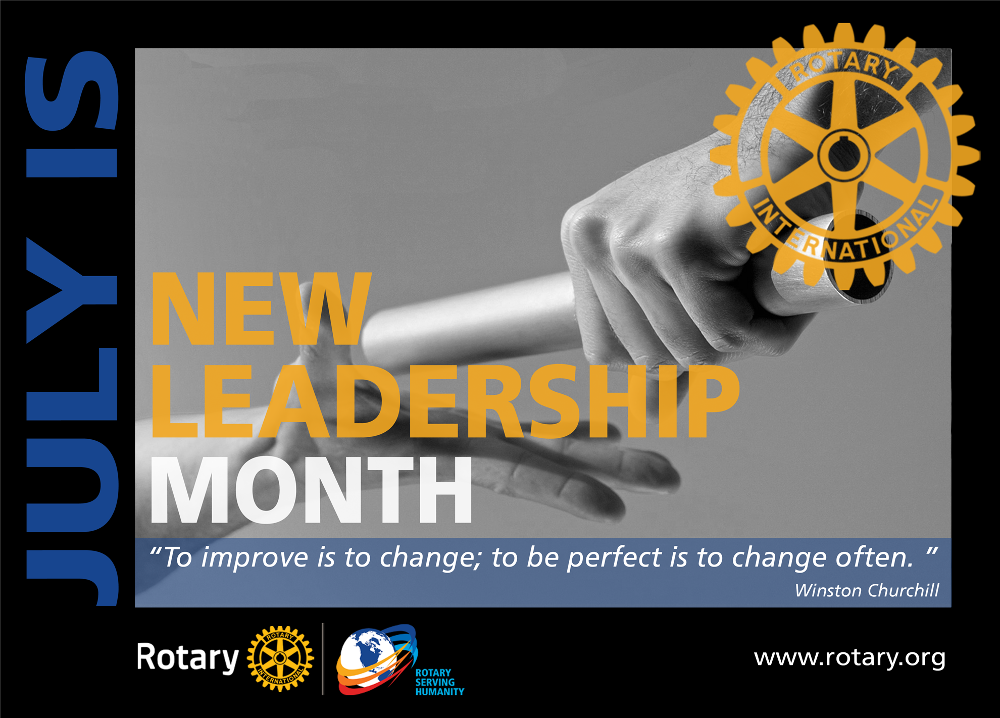 JULY IS
ROTARY
INTERNATIONAL
NEW
LEADERSHIP
MONTH
“To improve is to change; to be perfect is to change often. ”
Winston Churchill
Rotary
ROTARY
INTERNATIONAL
ROTARY
SERVING
HUMANITY
www.rotary.org